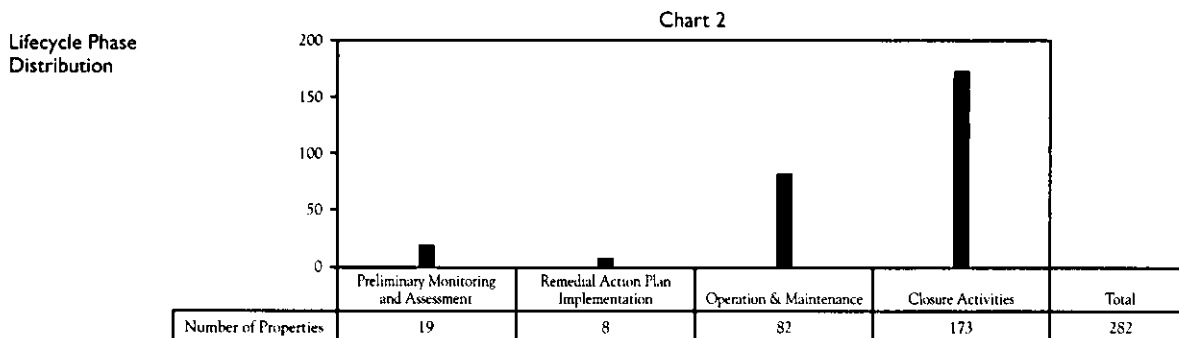 Chart 2
Lifecycle Phase
Distribution
200
150
100
50
0
Preliminary Monitoring
and Assessment
Remedial Action Plan
Implementation
Operation & Maintenance
Closure Activities
Total
Number of Properties 19 8 82 173 282